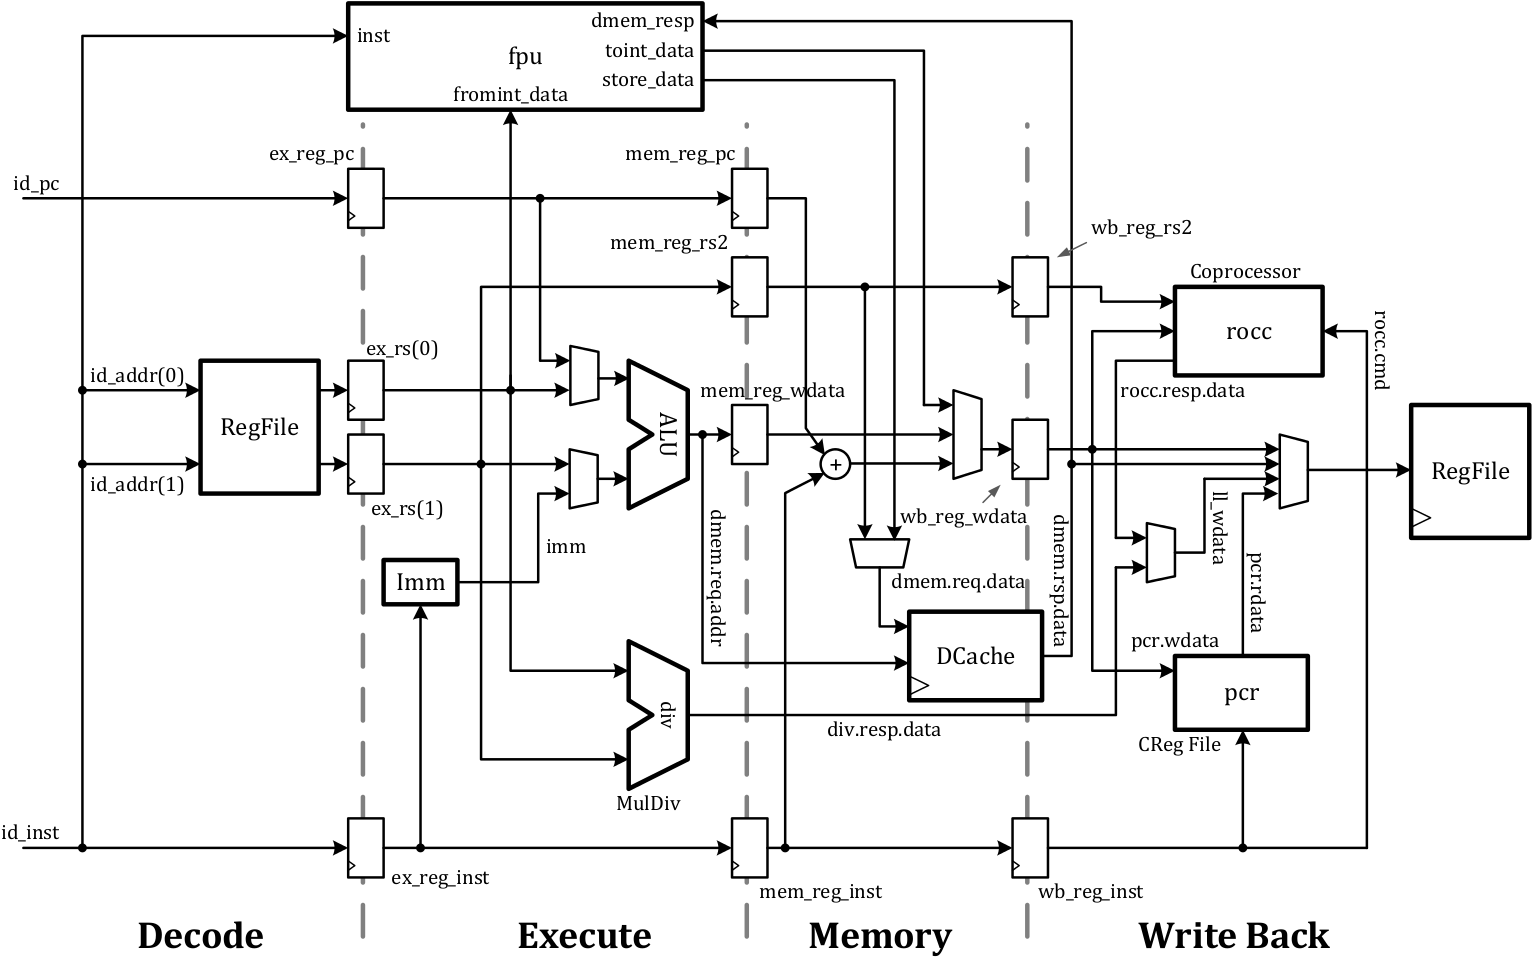 dmem_resp
inst
toint_data
fpu
store_data
fromint_data
ex_reg_pc
mem_reg_pc
id_pc
mem_reg_rs2
wb_reg_rs2
Coprocessor
rocc
rocc.cmd
ex_rs(0)
id_addr(0)
mem_reg_wdata
rocc.resp.data
RegFile
ALU
+
RegFile
id_addr(1)
ex_rs(1)
wb_reg_wdata
imm
dmem.req.addr
dmem.rsp.data
ll_wdata
pcr.rdata
Imm
dmem.req.data
DCache
pcr.wdata
pcr
div
div.resp.data
CReg File
MulDiv
id_inst
ex_reg_inst
mem_reg_inst
wb_reg_inst
Decode
Execute
Memory
Write Back